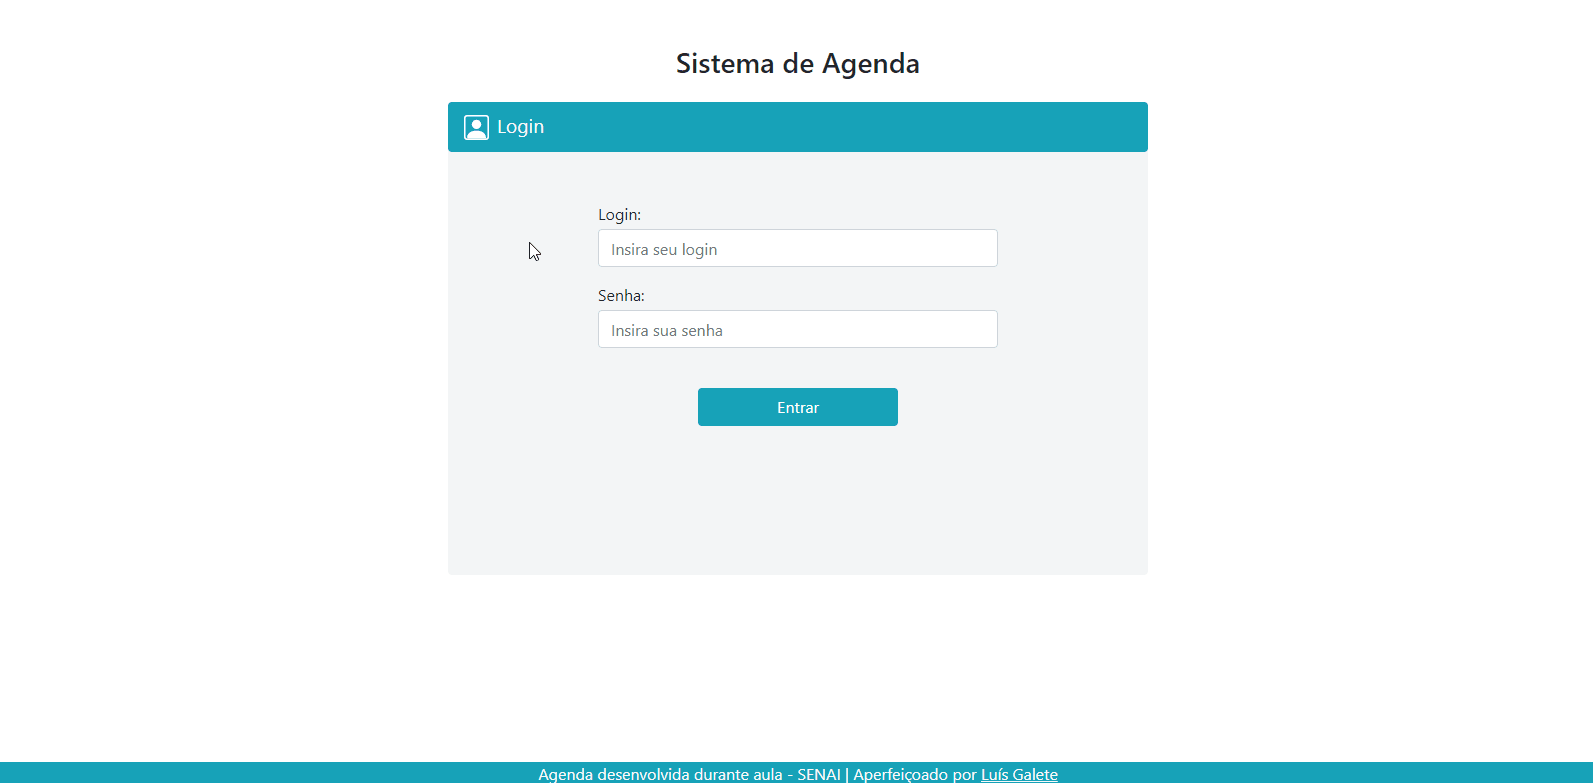 Sistema de Agenda
Login
Login:
Insira seu login
Senha:
Insira sua senha
Entrar
Agenda desenvolvida durante aula - SENAI | Aperfeiçoado por Luís Galete